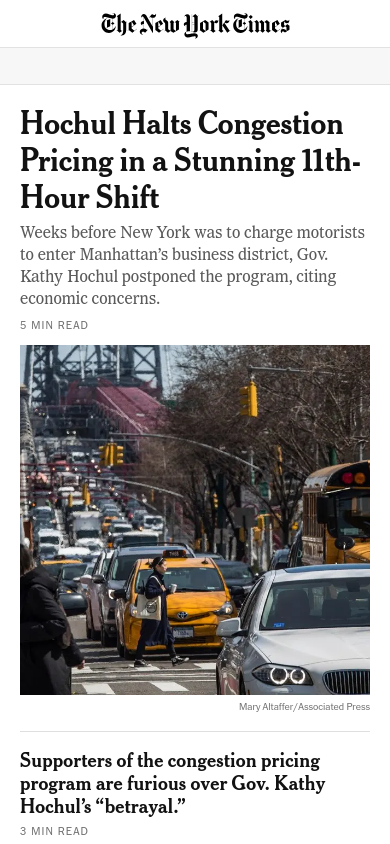 The New York Times
Hochul Halts Congestion
Pricing in a Stunning 11th-
Hour Shift
Weeks before New York was to charge motorists
to enter Manhattan’s business district, Gov.
Kathy Hochul postponed the program, citing
economic concerns.
5 MIN READ
Mary Altaffer/Associated Press
Supporters of the congestion pricing
program are furious over Gov. Kathy
Hochul’s “betrayal.”
3 MIN READ